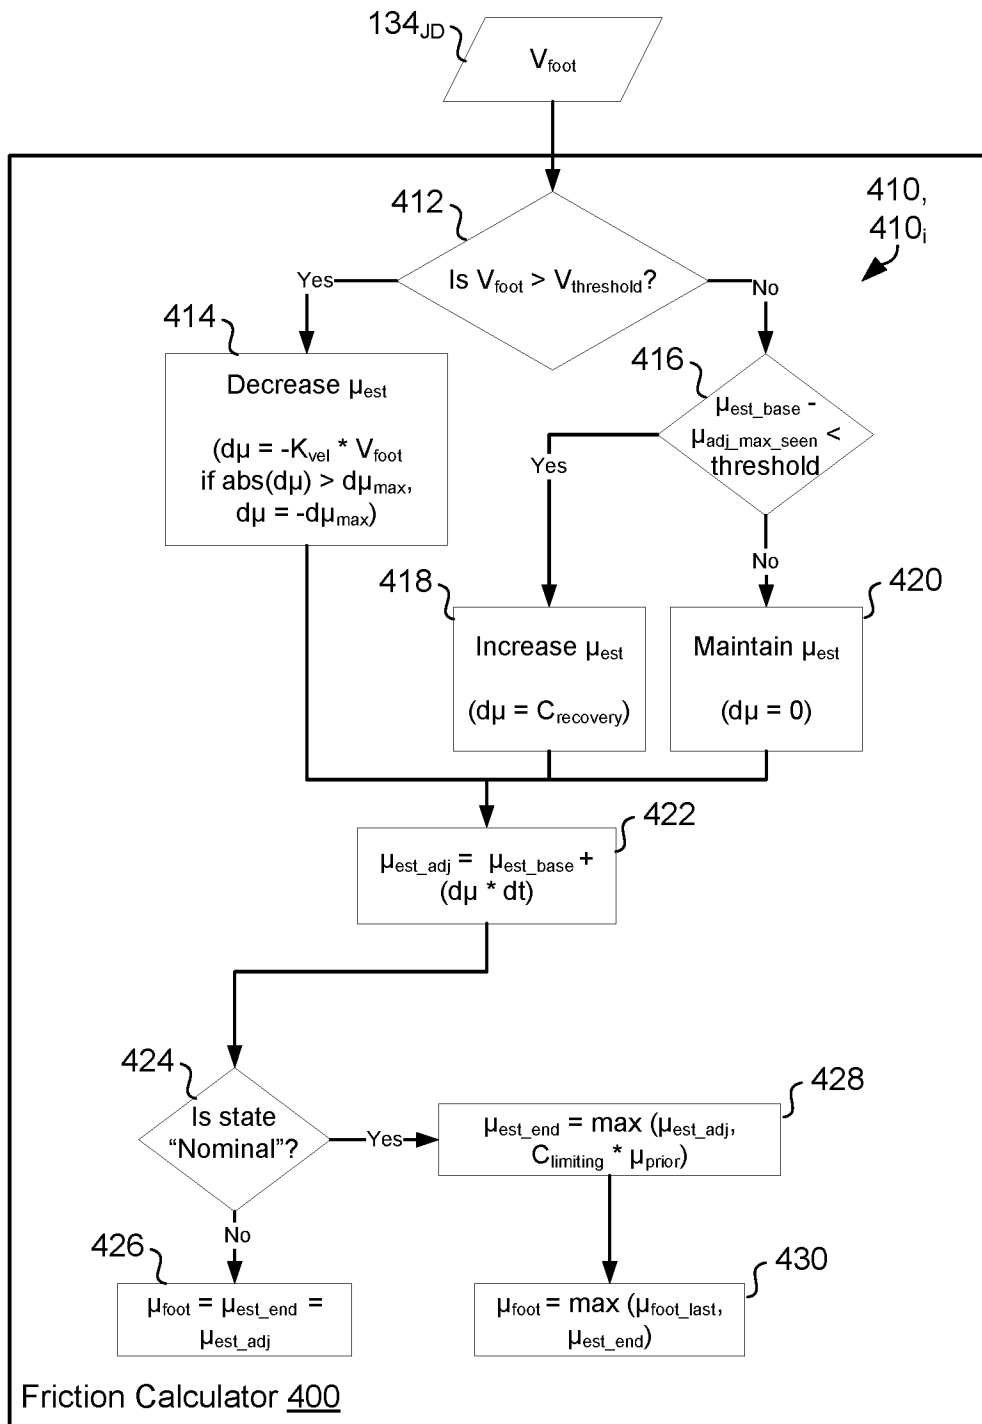 134JD
Vfoot
412
410,
410i
Is Vfoot > Vthreshold?
Yes
No
414
Decrease µest
(dµ = -Kvel * Vfoot
if abs(dµ) > dµmax,
dµ = -dµmax)
416
µest_base -
µadj_max_seen <
threshold
Yes
No
418
Increase µest
(dµ = Crecovery)
420
Maintain µest
(dµ = 0)
422
µest_adj = µest_base +
(dµ * dt)
424
Is state
“Nominal”?
Yes
No
428
µest_end = max (µest_adj,
Climiting * µprior)
426
µfoot = µest_end =
µest_adj
430
µfoot = max (µfoot_last,
µest_end)
Friction Calculator 400